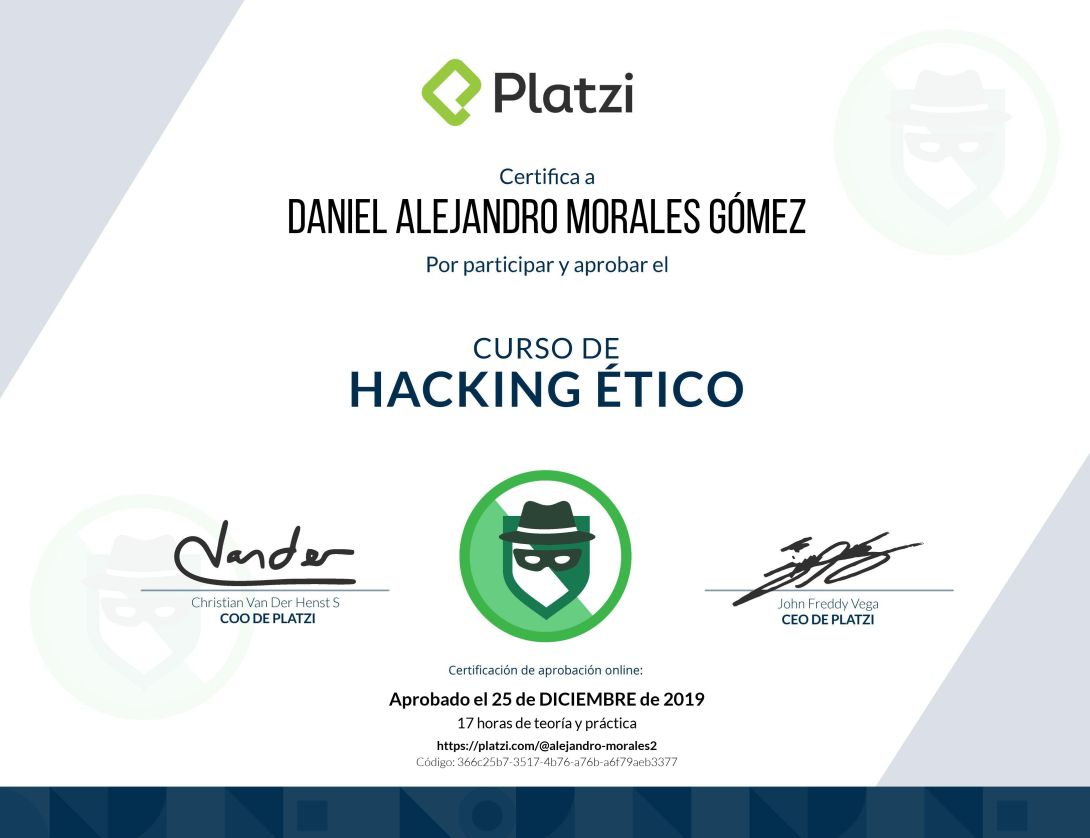 Platzi
Certifica a
DANIEL ALEJANDRO MORALES GÓMEZ
Por participar y aprobar el
CURSO DE
HACKING ÉTICO
Vander
Christian Van Der Henst S
COO DE PLATZI
John Freddy Vega
CEO DE PLATZI
Certificación de aprobación online:
Aprobado el 25 de DICIEMBRE de 2019
17 horas de teoría y práctica
https://platzi.com/@alejandro-morales2
Código: 366c25b7-3517-4b76-a76b-a6f79aeb3377